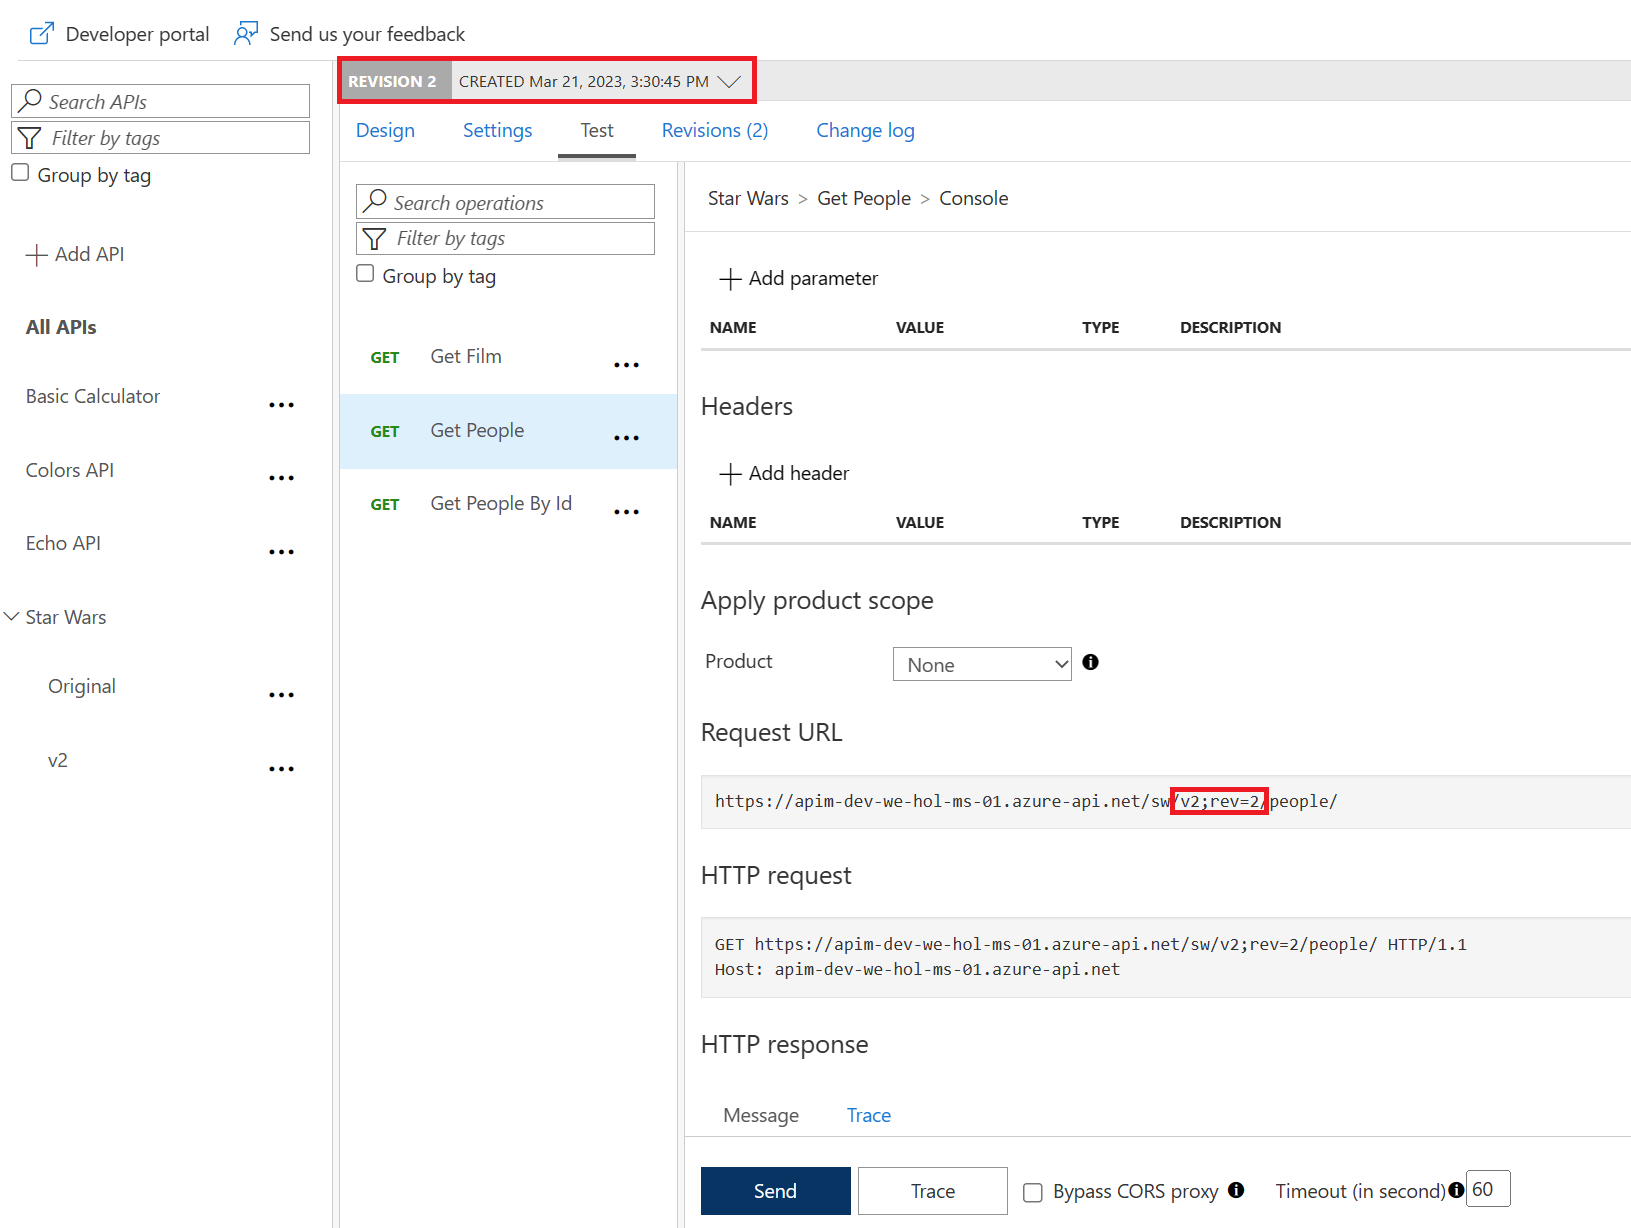 Developer portal
Send us your feedback
REVISION 2
CREATED Mar 21, 2023, 3:30:45 PM
Search APIs
Filter by tags
Group by tag
Add API
All APIs
Basic Calculator
Colors API
Echo API
Star Wars
Original
v2
Design
Settings
Test
Revisions (2)
Change log
Search operations
Filter by tags
Group by tag
GET Get Film
GET Get People
GET Get People By Id
Star Wars > Get People > Console
Add parameter
NAME VALUE TYPE DESCRIPTION
Headers
Add header
NAME VALUE TYPE DESCRIPTION
Apply product scope
Product None
Request URL
https://apim-dev-we-hol-ms-01.azure-api.net/sw/v2;rev=2/people/
HTTP request
GET https://apim-dev-we-hol-ms-01.azure-api.net/sw/v2;rev=2/people/ HTTP/1.1
Host: apim-dev-we-hol-ms-01.azure-api.net
HTTP response
Message Trace
Send Trace Bypass CORS proxy Timeout (in second) 60